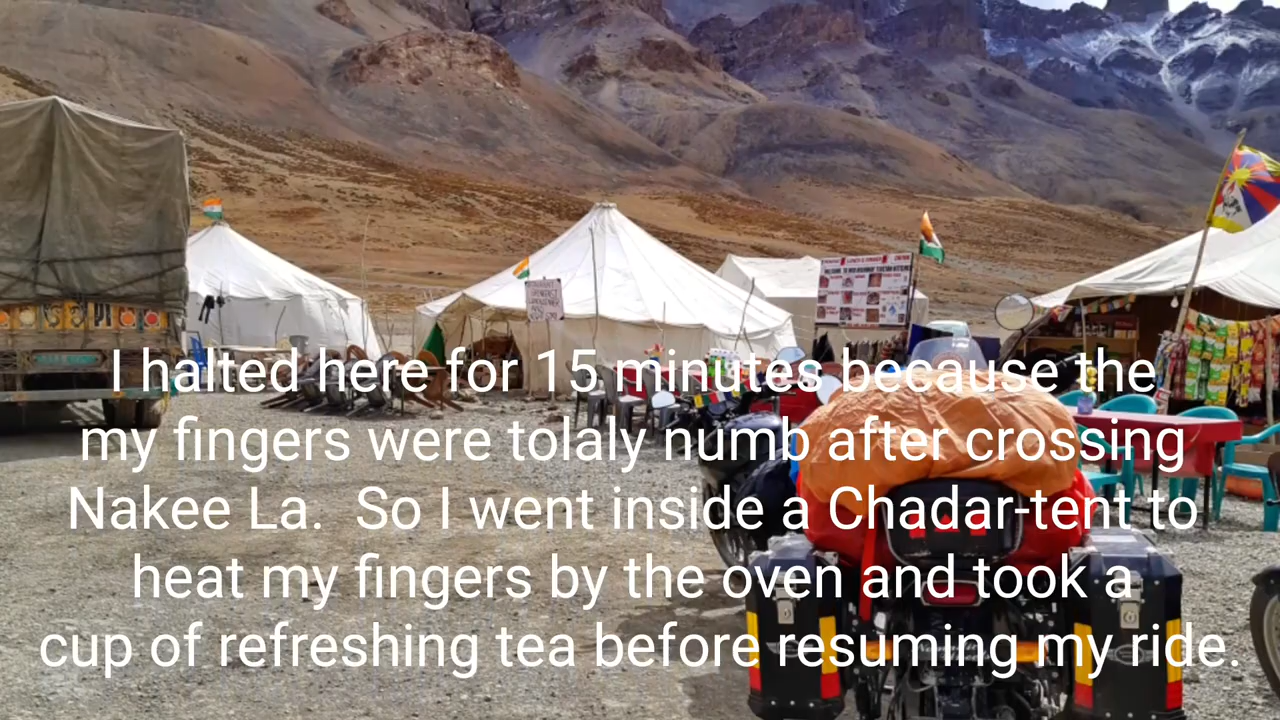 I halted here for 15 minutes because the
my fingers were tolaly numb after crossing
Nakee La.  So I went inside a Chadar-tent to
heat my fingers by the oven and took a
cup of refreshing tea before resuming my ride.